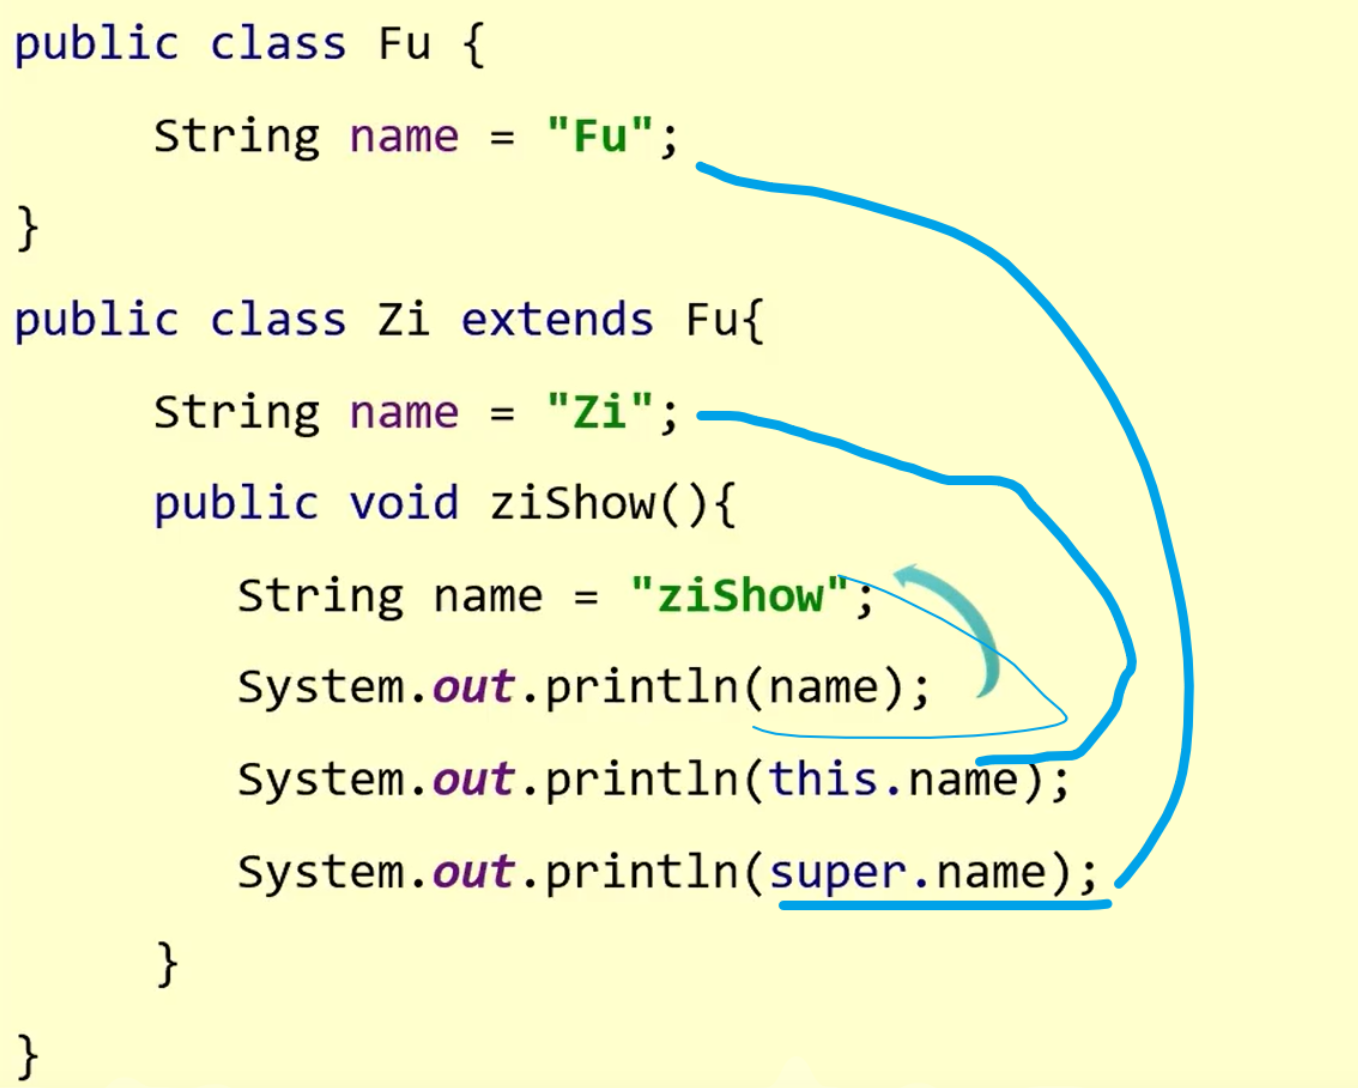 public class Fu {
String name = "Fu";
}
public class Zi extends Fu{
String name = "Zi";
public void ziShow(){
String name = "ziShow";
System.out.println(name);
System.out.println(this.name);
System.out.println(super.name);
}
}